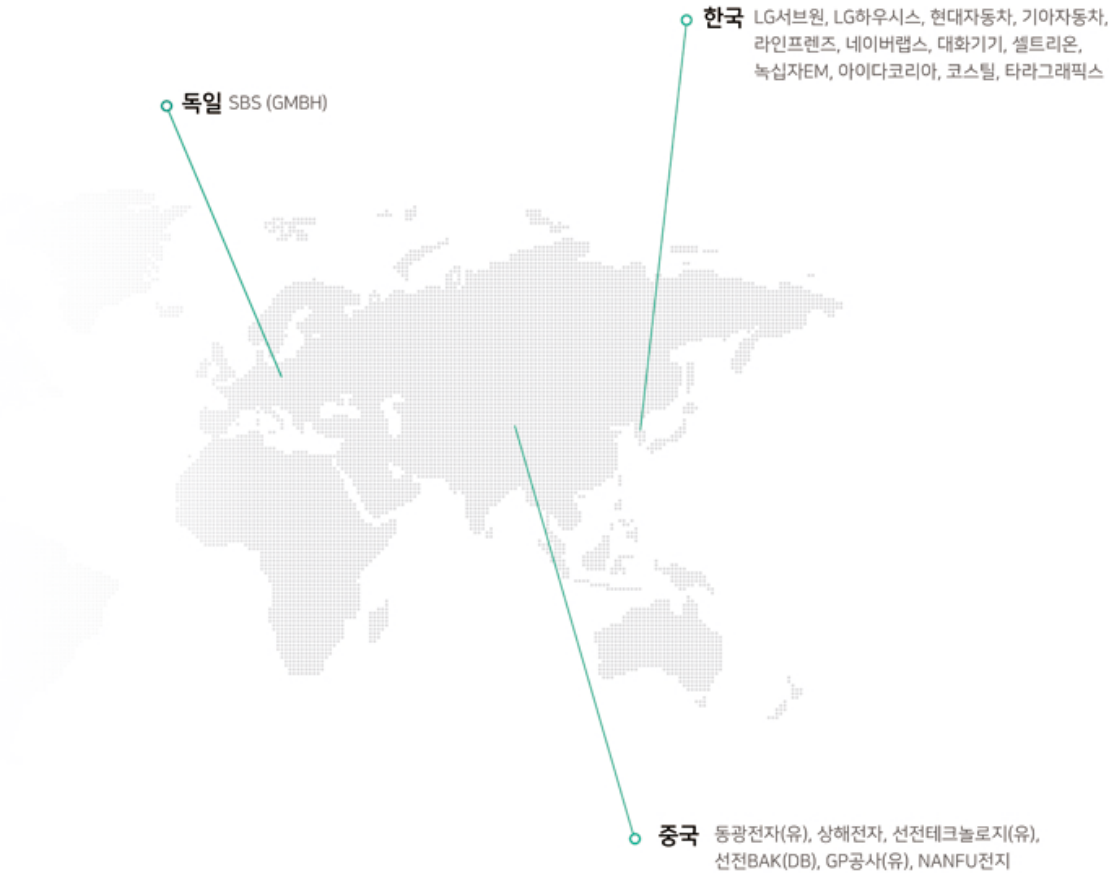 한국 LG서브원, LG하우시스, 현대자동차, 기아자동차,
라인프렌즈, 네이버랩스, 대화기기, 셀트리온,
녹십자EM, 아이다코리아, 코스틸, 타라그래픽스
독일 SBS (GMBH)
중국 동광전자(유), 상해전자, 선전테크놀로지(유),
선전BAK(DB), GP공사(유), NANFU전지